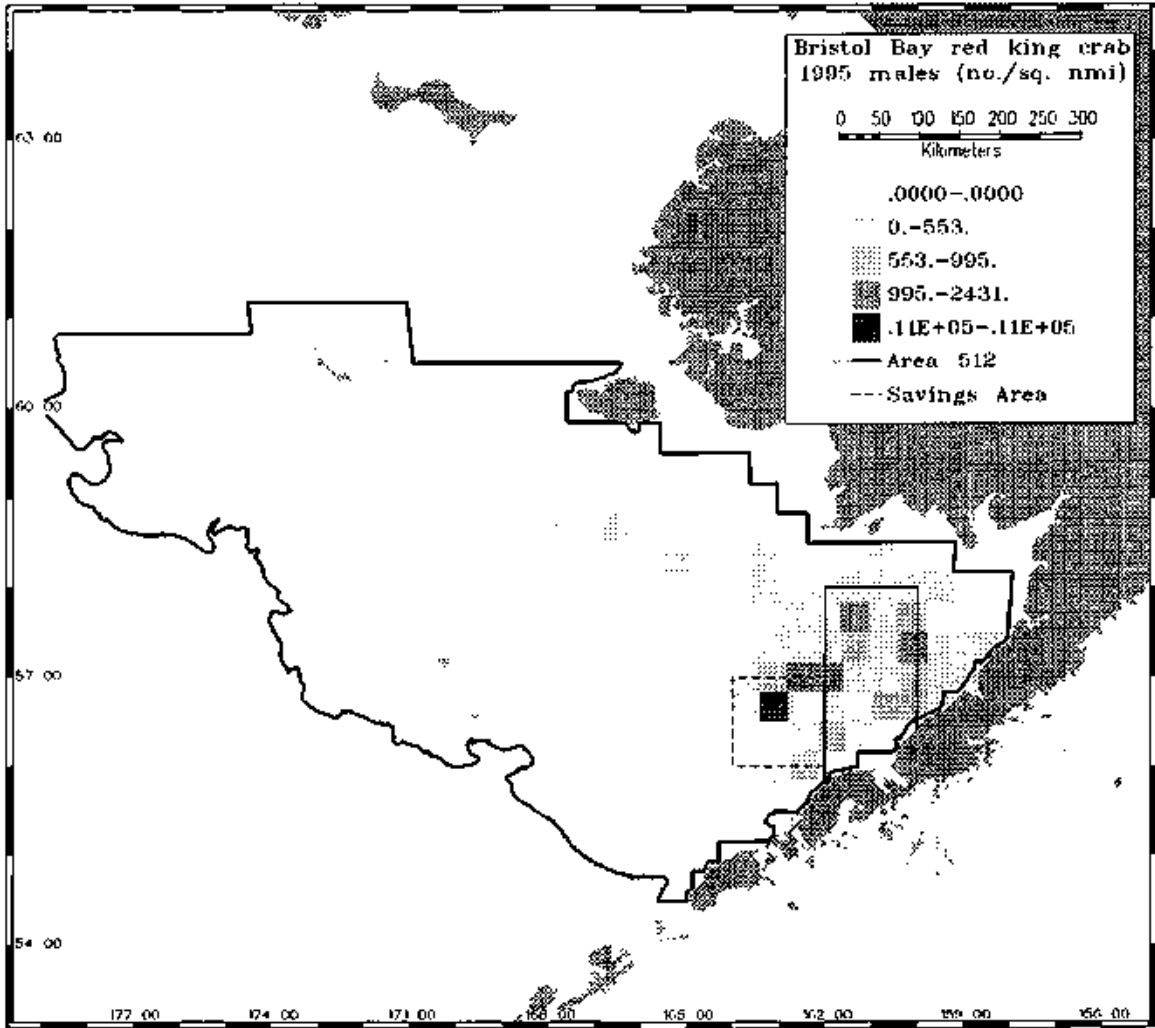 Bristol Bay red king crab
1995 males (no./sq. nmi)
0 50 100 150 200 250 300
Kilometers
.0000-.0000
0.-553.
553.-995.
995.-2431.
.11E+05-.11E+05
Area 512
Savings Area
63 00
60 00
57 00
54 00
177 00 174 00 171 00 168 00 165 00 162 00 159 00 156 00